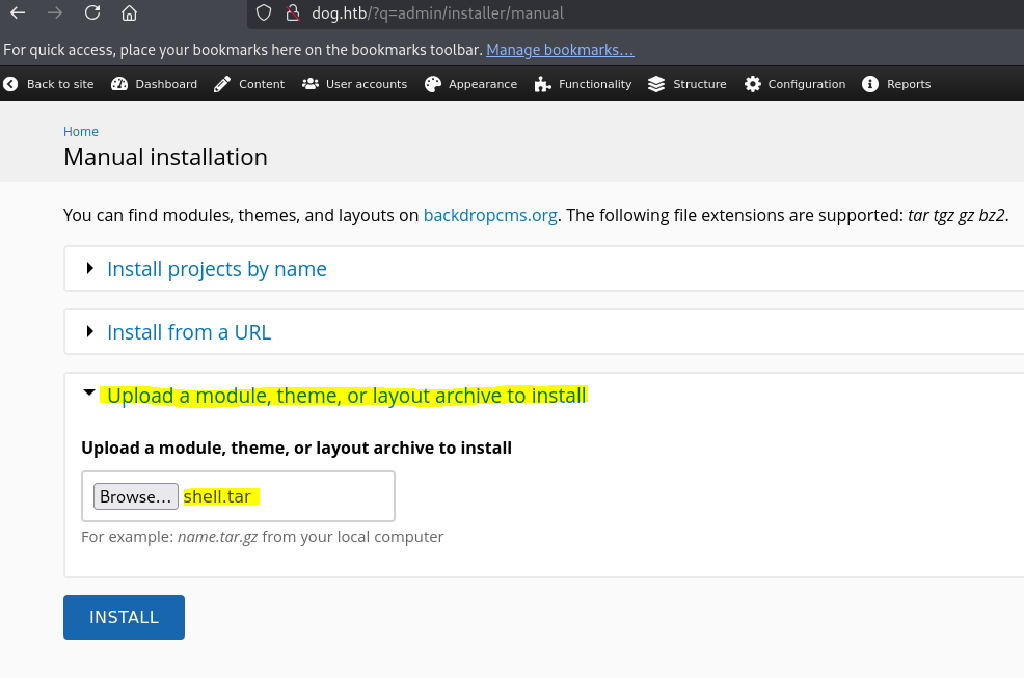 dog.htb/?q=admin/installer/manual
For quick access, place your bookmarks here on the bookmarks toolbar. Manage bookmarks...
Back to site Dashboard Content User accounts Appearance Functionality Structure Configuration Reports
Home
Manual installation
You can find modules, themes, and layouts on backdropcms.org. The following file extensions are supported: tar tgz gz bz2.
Install projects by name
Install from a URL
Upload a module, theme, or layout archive to install
Upload a module, theme, or layout archive to install
Browse... shell.tar
For example: name.tar.gz from your local computer
INSTALL